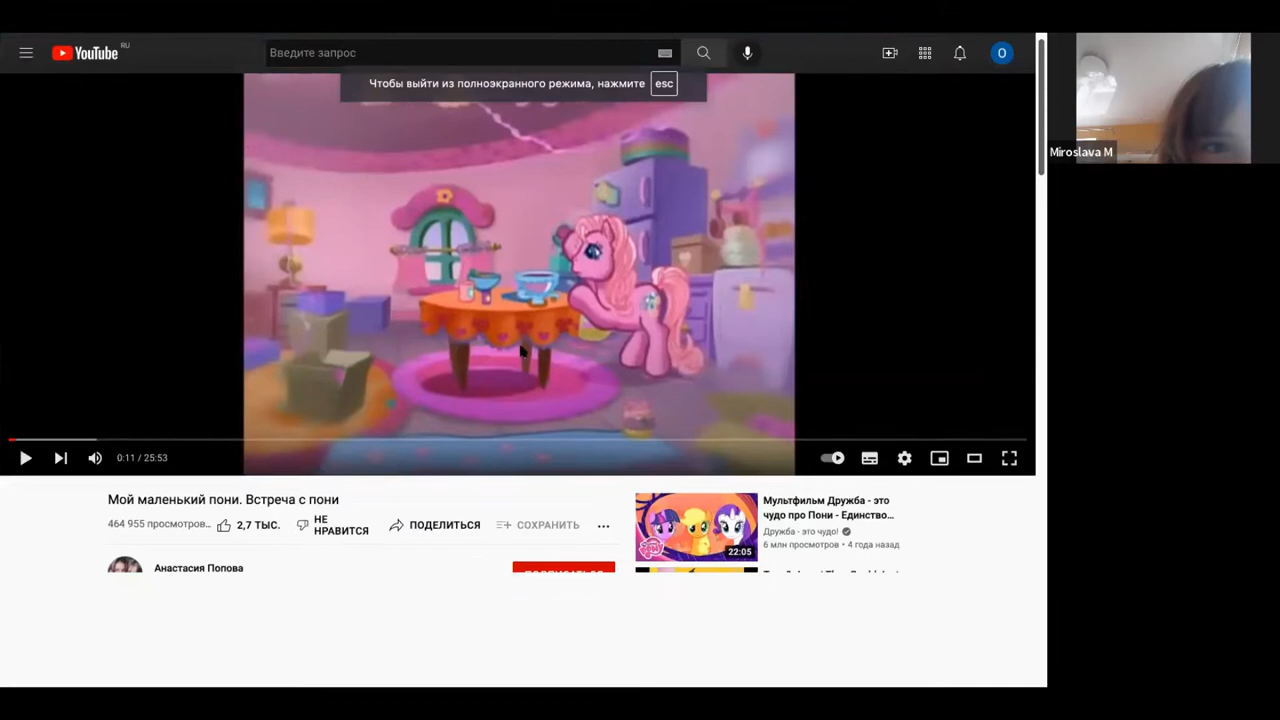 YouTube RU
Введите запрос
O
Чтобы выйти из полноэкранного режима, нажмите esc
Miroslava M
0:11 / 25:53
Мой маленький пони. Встреча с пони
464 955 просмотров…
2,7 ТЫС.
НЕ НРАВИТСЯ
ПОДЕЛИТЬСЯ
СОХРАНИТЬ
Анастасия Попова
22:05
Мультфильм Дружба - это
чудо про Пони - Единство…
Дружба - это чудо!
6 млн просмотров • 4 года назад